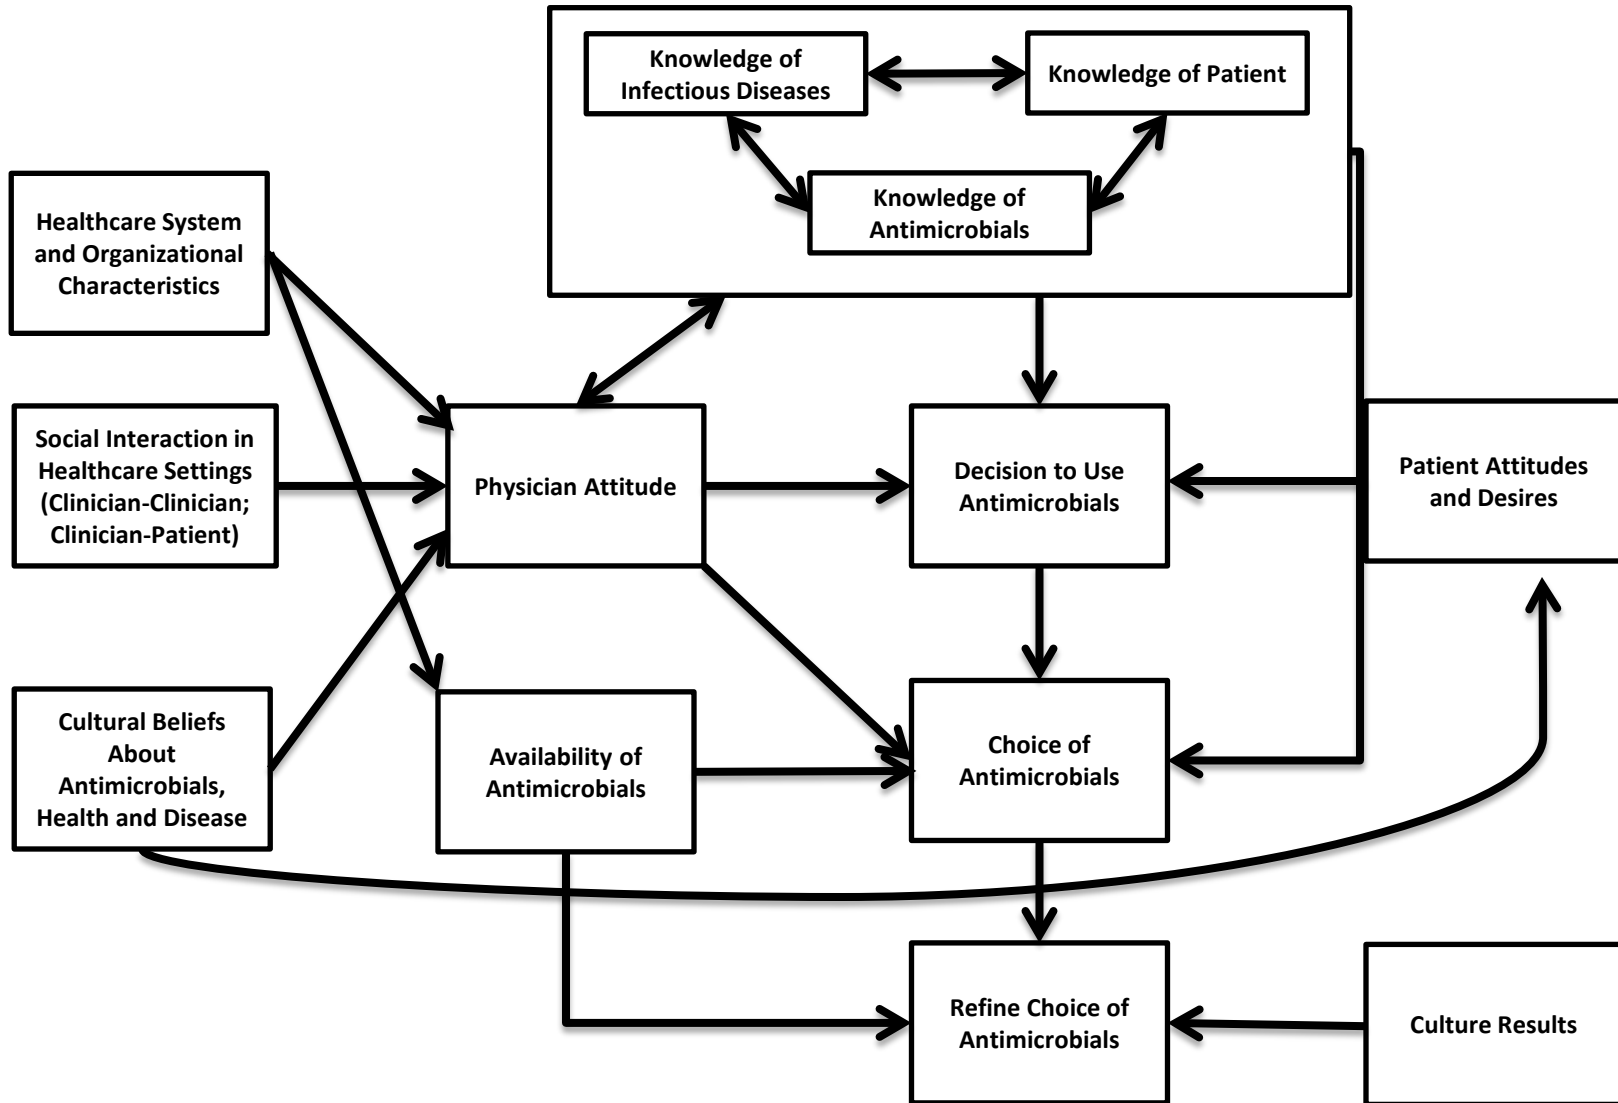 Knowledge of
Infectious Diseases
Knowledge of Patient
Knowledge of
Antimicrobials
Healthcare System
and Organizational
Characteristics
Social Interaction in
Healthcare Settings
(Clinician-Clinician;
Clinician-Patient)
Physician Attitude
Decision to Use
Antimicrobials
Patient Attitudes
and Desires
Cultural Beliefs
About
Antimicrobials,
Health and Disease
Availability of
Antimicrobials
Choice of
Antimicrobials
Refine Choice of
Antimicrobials
Culture Results